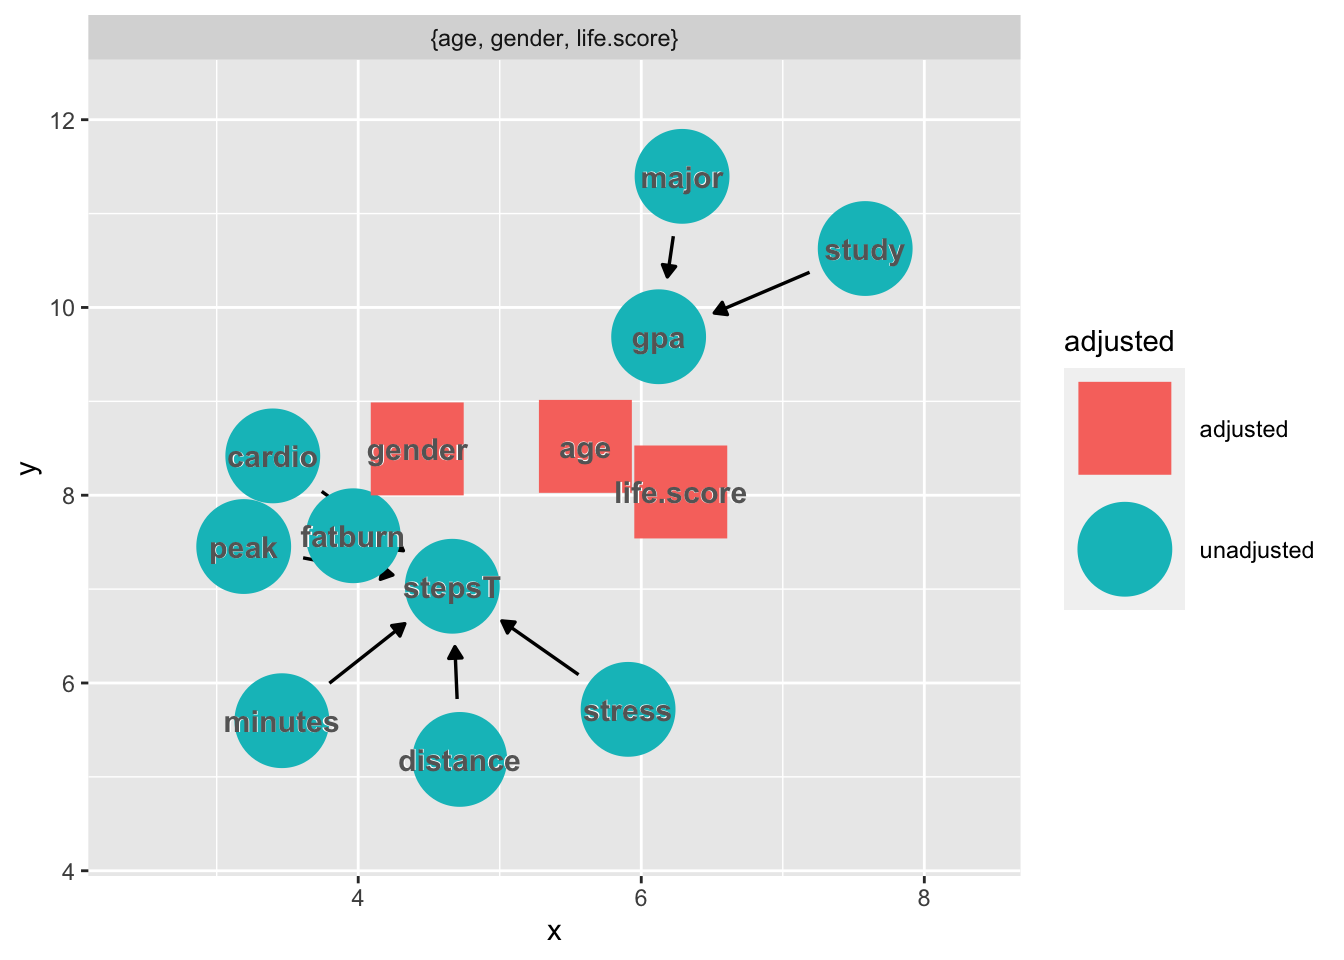 {age, gender, life.score}
12
10
8
6
4
y
major
study
gpa
cardio
gender
age
life.score
peak
fatburn
stepsT
minutes
distance
stress
4
6
8
x
adjusted
adjusted
unadjusted